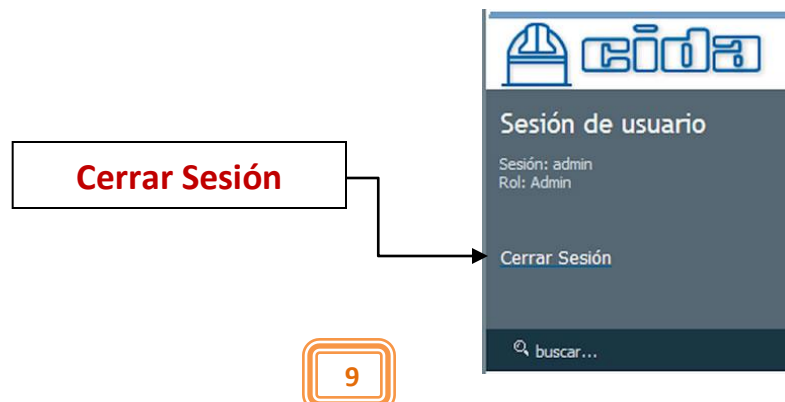 cida
Sesión de usuario
Sesión: admin
Rol: Admin
Cerrar Sesión
Cerrar Sesión
buscar...
9